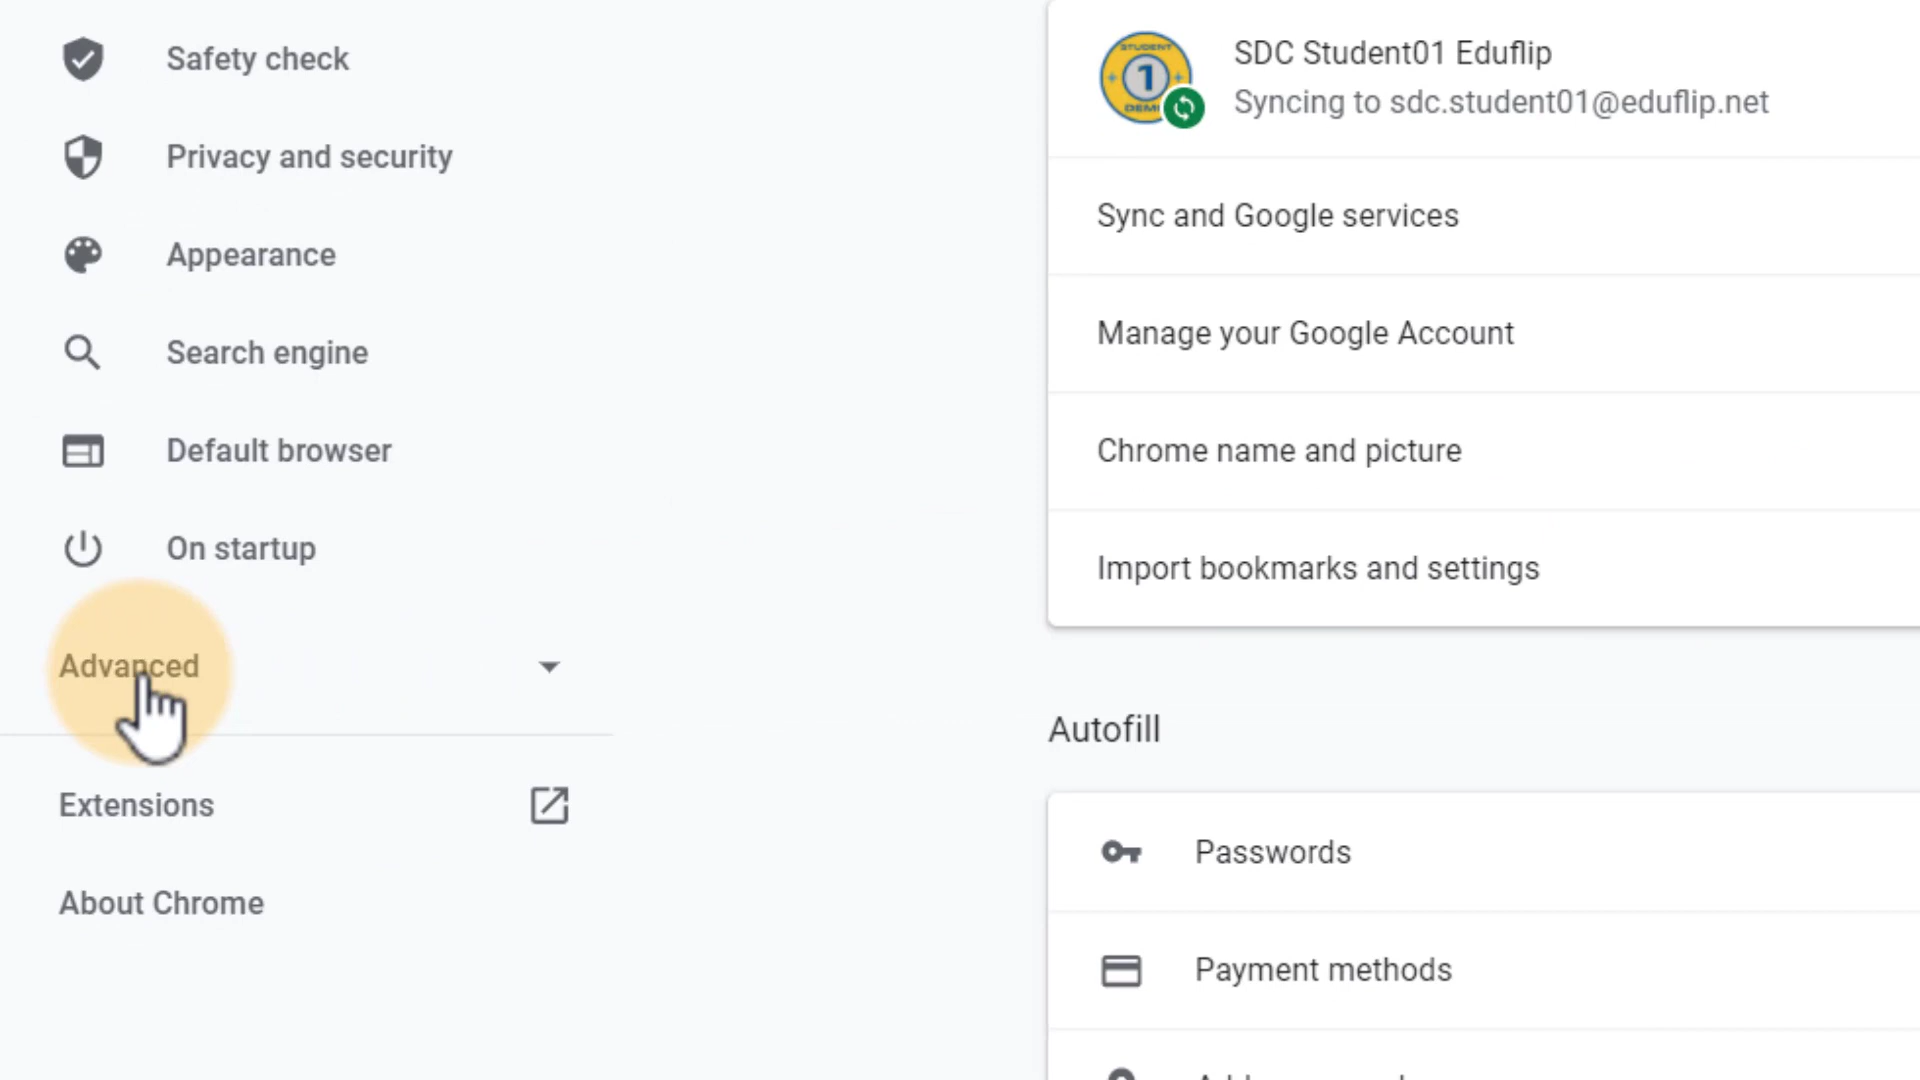 Safety check
Privacy and security
Appearance
Search engine
Default browser
On startup
Advanced
Extensions
About Chrome
STUDENT
1
SDC Student01 Eduflip
Syncing to sdc.student01@eduflip.net
Sync and Google services
Manage your Google Account
Chrome name and picture
Import bookmarks and settings
Autofill
Passwords
Payment methods